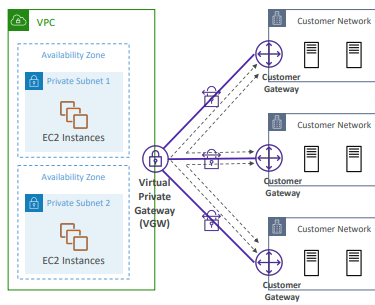 VPC
Availability Zone
Private Subnet 1
EC2 Instances
Availability Zone
Private Subnet 2
EC2 Instances
Virtual
Private
Gateway
(VGW)
Customer Network
Customer
Gateway
Customer Network
Customer
Gateway
Customer Network
Customer
Gateway